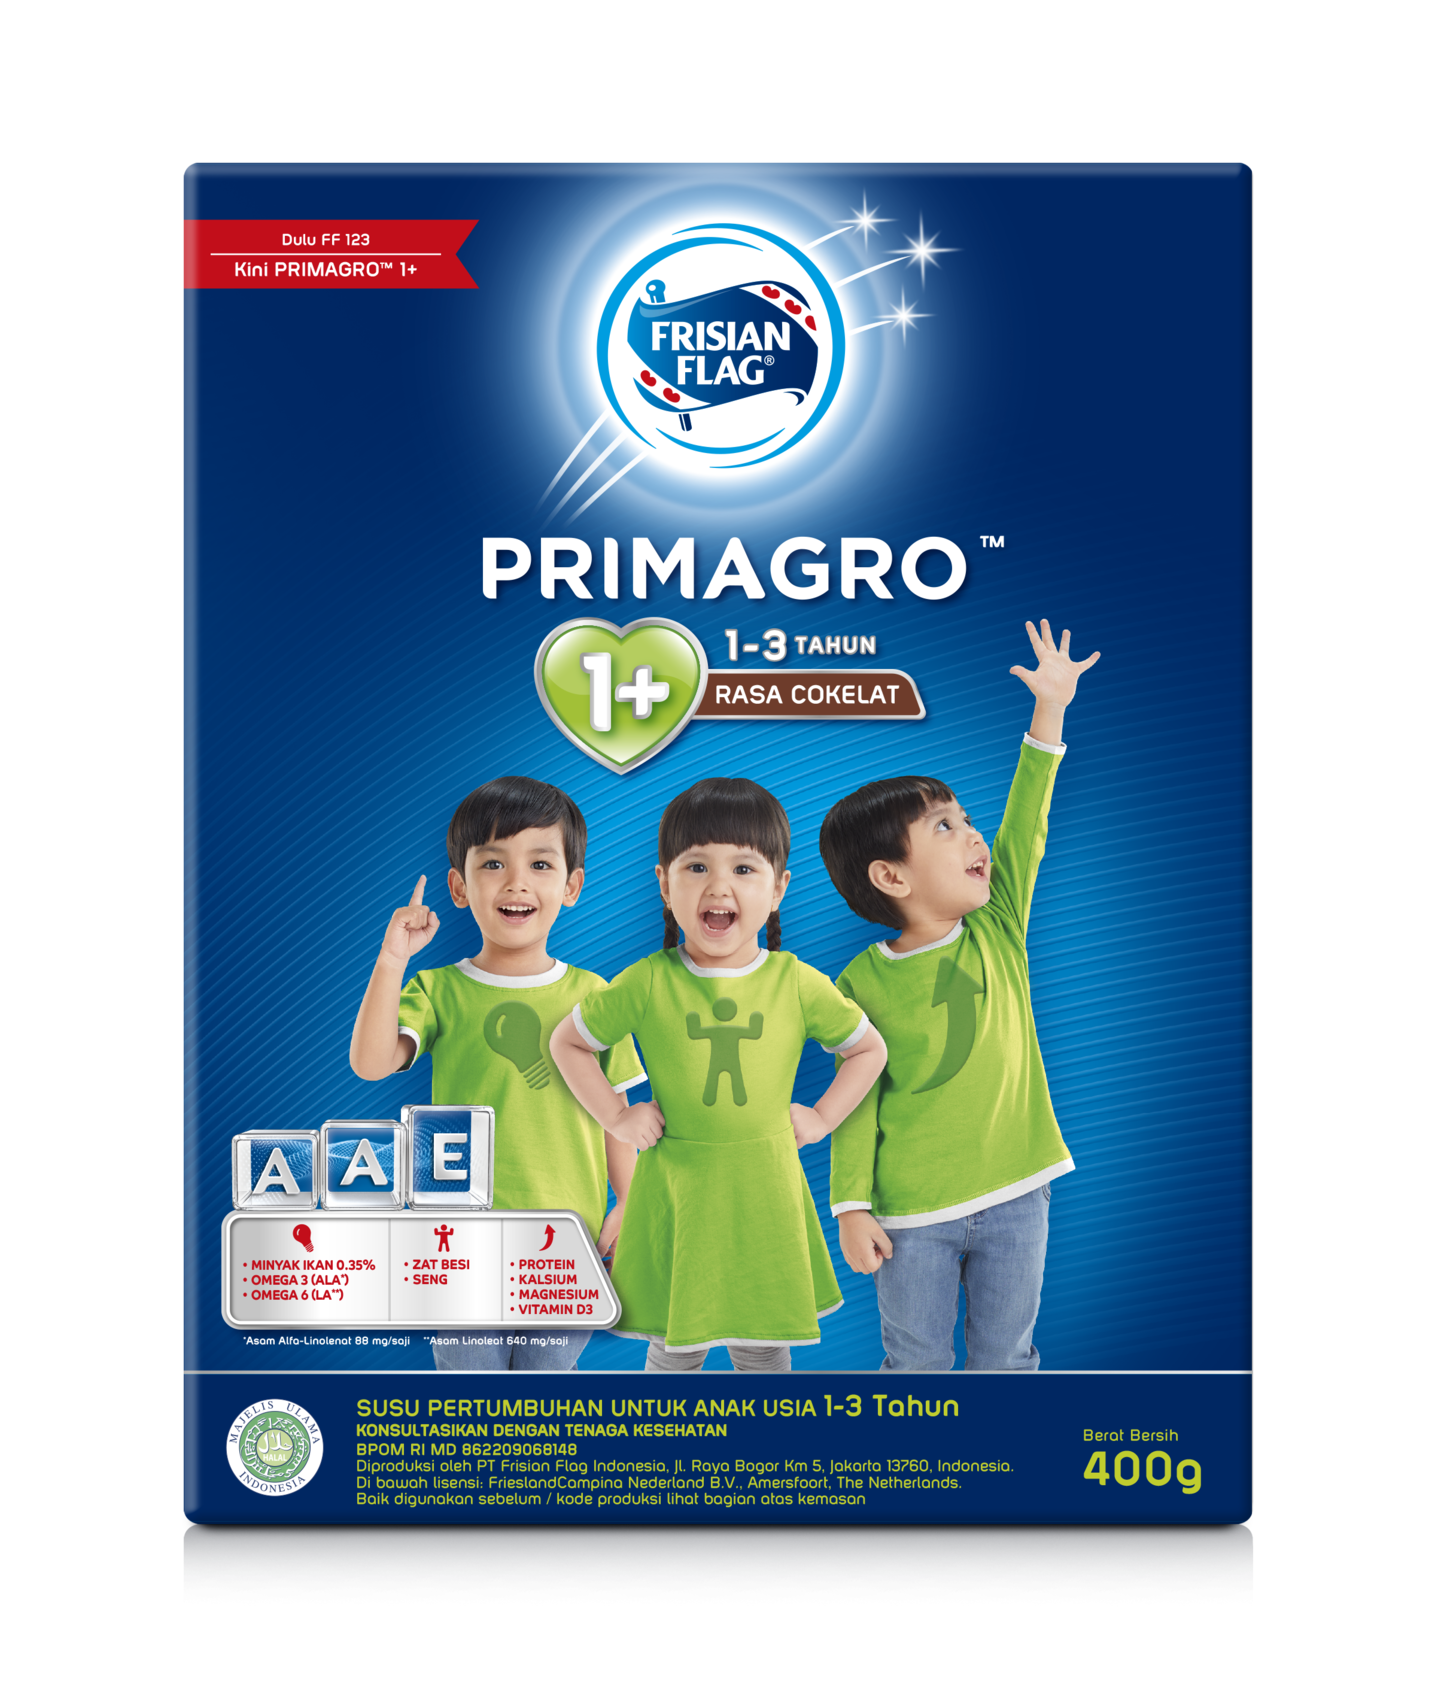 Dulu FF 123
Kini PRIMAGRO™ 1+
FRISIAN
FLAG®
PRIMAGRO™
1+
1-3 TAHUN
RASA COKELAT
A A E
• MINYAK IKAN 0.35%
• OMEGA 3 (ALA*)
• OMEGA 6 (LA**)
• ZAT BESI
• SENG
• PROTEIN
• KALSIUM
• MAGNESIUM
• VITAMIN D3
*Asam Alfa-Linolenat 88 mg/saji **Asam Linoleat 640 mg/saji
MAJELIS ULAMA
HALAL
INDONESIA
SUSU PERTUMBUHAN UNTUK ANAK USIA 1-3 Tahun
KONSULTASIKAN DENGAN TENAGA KESEHATAN
BPOM RI MD 862209068148
Diproduksi oleh PT Frisian Flag Indonesia, Jl. Raya Bogor Km 5, Jakarta 13760, Indonesia.
Di bawah lisensi: FrieslandCampina Nederland B.V., Amersfoort, The Netherlands.
Baik digunakan sebelum / kode produksi lihat bagian atas kemasan
Berat Bersih
400g